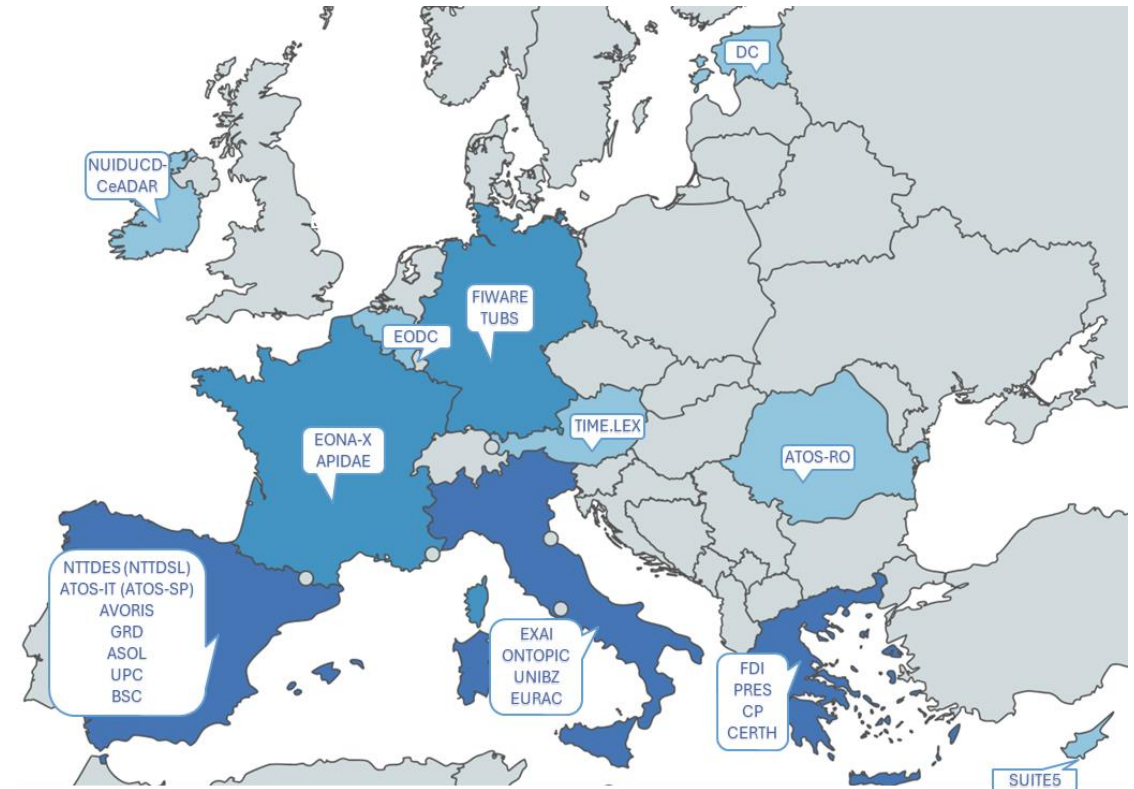 DC
NUIDUCD-
CeADAR
FIWARE
TUBS
EODC
TIME.LEX
EONA-X
APIDAE
ATOS-RO
NTTDES (NTTDSL)
ATOS-IT (ATOS-SP)
AVORIS
GRD
ASOL
UPC
BSC
EXAI
ONTOPIC
UNIBZ
EURAC
FDI
PRES
CP
CERTH
SUITE5